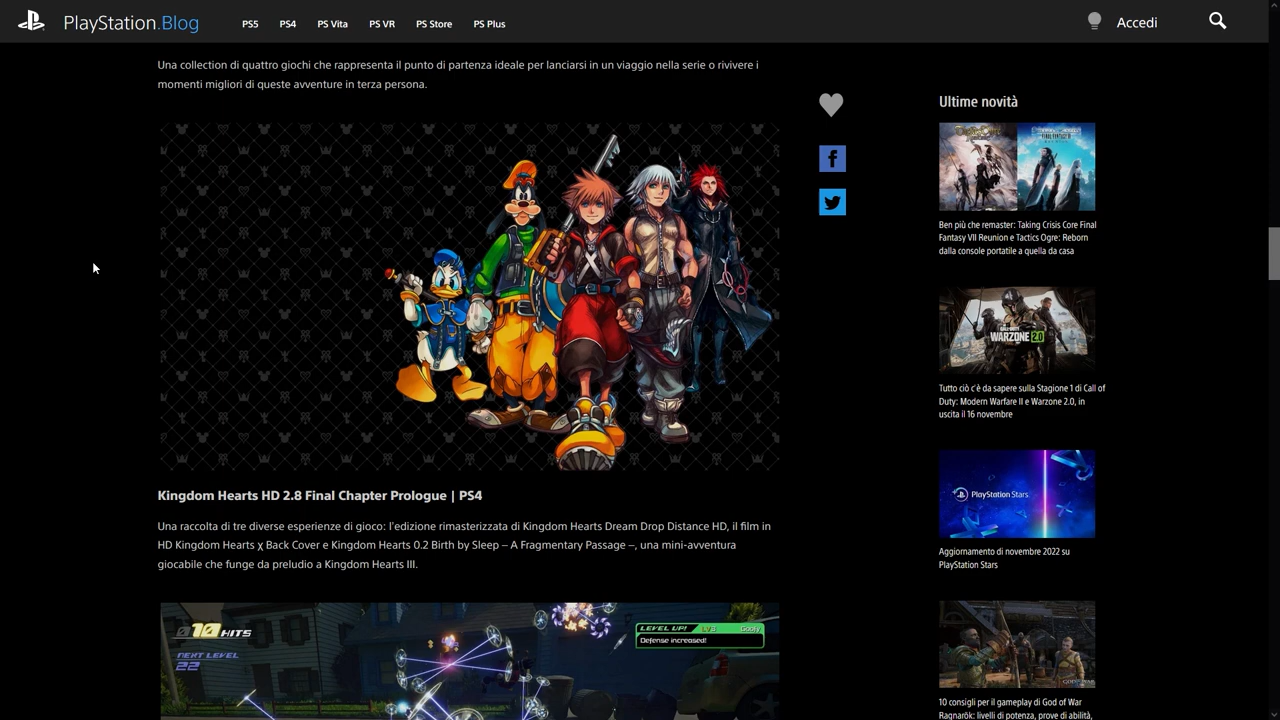 PlayStation.Blog
PS5
PS4
PS Vita
PS VR
PS Store
PS Plus
Accedi
Una collection di quattro giochi che rappresenta il punto di partenza ideale per lanciarsi in un viaggio nella serie o rivivere i
momenti migliori di queste avventure in terza persona.
Kingdom Hearts HD 2.8 Final Chapter Prologue | PS4
Una raccolta di tre diverse esperienze di gioco: l'edizione rimasterizzata di Kingdom Hearts Dream Drop Distance HD, il film in
HD Kingdom Hearts χ Back Cover e Kingdom Hearts 0.2 Birth by Sleep – A Fragmentary Passage –, una mini-avventura
giocabile che funge da preludio a Kingdom Hearts III.
10 HITS
NEXT LEVEL
22
LEVEL UP!
Goofy
Defense increased!
Ultime novità
Ben più che remaster: Taking Crisis Core Final
Fantasy VII Reunion e Tactics Ogre: Reborn
dalla console portatile a quella da casa
WARZONE 2.0
Tutto ciò c'è da sapere sulla Stagione 1 di Call of
Duty: Modern Warfare II e Warzone 2.0, in
uscita il 16 novembre
PlayStation Stars
Aggiornamento di novembre 2022 su
PlayStation Stars
10 consigli per il gameplay di God of War
Ragnarök: livelli di potenza, prove di abilità,